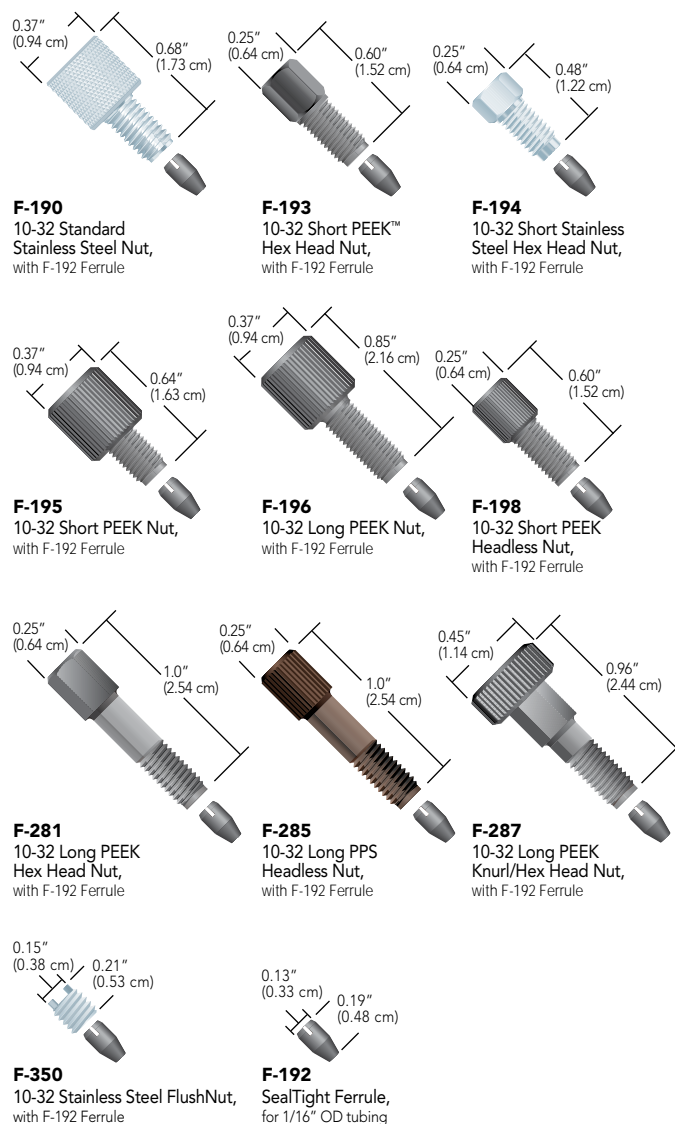 0.37"
(0.94 cm)
0.68"
(1.73 cm)
F-190
10-32 Standard
Stainless Steel Nut,
with F-192 Ferrule
0.25"
(0.64 cm)
0.60"
(1.52 cm)
F-193
10-32 Short PEEK™
Hex Head Nut,
with F-192 Ferrule
0.25"
(0.64 cm)
0.48"
(1.22 cm)
F-194
10-32 Short Stainless
Steel Hex Head Nut,
with F-192 Ferrule
0.37"
(0.94 cm)
0.64"
(1.63 cm)
F-195
10-32 Short PEEK Nut,
with F-192 Ferrule
0.37"
(0.94 cm)
0.85"
(2.16 cm)
F-196
10-32 Long PEEK Nut,
with F-192 Ferrule
0.25"
(0.64 cm)
0.60"
(1.52 cm)
F-198
10-32 Short PEEK
Headless Nut,
with F-192 Ferrule
0.25"
(0.64 cm)
1.0"
(2.54 cm)
F-281
10-32 Long PEEK
Hex Head Nut,
with F-192 Ferrule
0.25"
(0.64 cm)
1.0"
(2.54 cm)
F-285
10-32 Long PPS
Headless Nut,
with F-192 Ferrule
0.45"
(1.14 cm)
0.96"
(2.44 cm)
F-287
10-32 Long PEEK
Knurl/Hex Head Nut,
with F-192 Ferrule
0.15"
(0.38 cm)
0.21"
(0.53 cm)
F-350
10-32 Stainless Steel FlushNut,
with F-192 Ferrule
0.13"
(0.33 cm)
0.19"
(0.48 cm)
F-192
SealTight Ferrule,
for 1/16" OD tubing